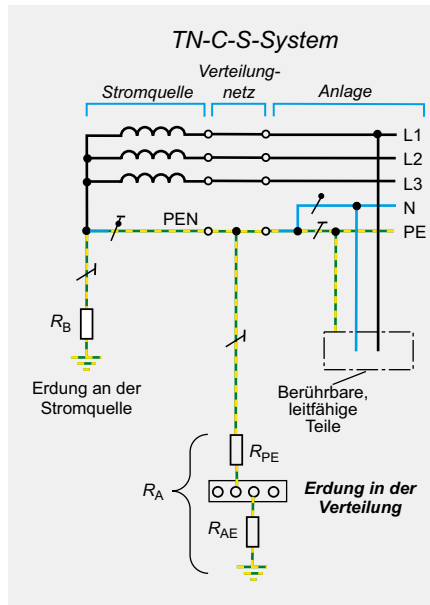 TN-C-S-System
Verteilung-
Stromquelle netz Anlage
L1
L2
L3
N
PEN PE
RB
Erdung an der
Stromquelle
Berührbare,
leitfähige
Teile
RPE
RA
Erdung in der
Verteilung
RAE